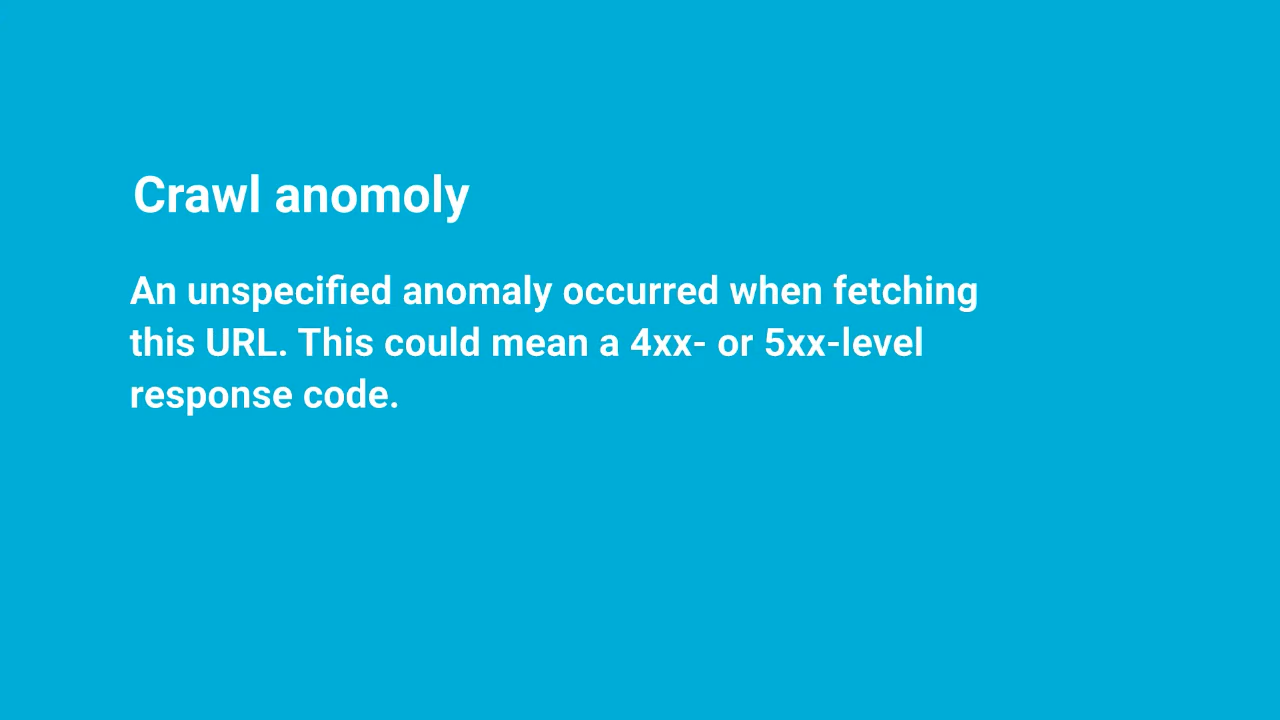 Crawl anomoly
An unspecified anomaly occurred when fetching
this URL. This could mean a 4xx- or 5xx-level
response code.